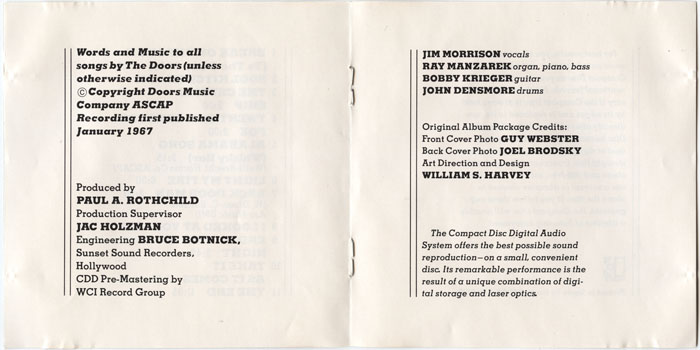 Words and Music to all
songs by The Doors (unless
otherwise indicated)
©Copyright Doors Music
Company ASCAP
Recording first published
January 1967
Produced by
PAUL A. ROTHCHILD
Production Supervisor
JAC HOLZMAN
Engineering BRUCE BOTNICK,
Sunset Sound Recorders,
Hollywood
CDD Pre-Mastering by
WCI Record Group
JIM MORRISON vocals
RAY MANZAREK organ, piano, bass
BOBBY KRIEGER guitar
JOHN DENSMORE drums
Original Album Package Credits:
Front Cover Photo GUY WEBSTER
Back Cover Photo JOEL BRODSKY
Art Direction and Design
WILLIAM S. HARVEY
The Compact Disc Digital Audio
System offers the best possible sound
reproduction—on a small, convenient
disc. Its remarkable performance is the
result of a unique combination of digi-
tal storage and laser optics.